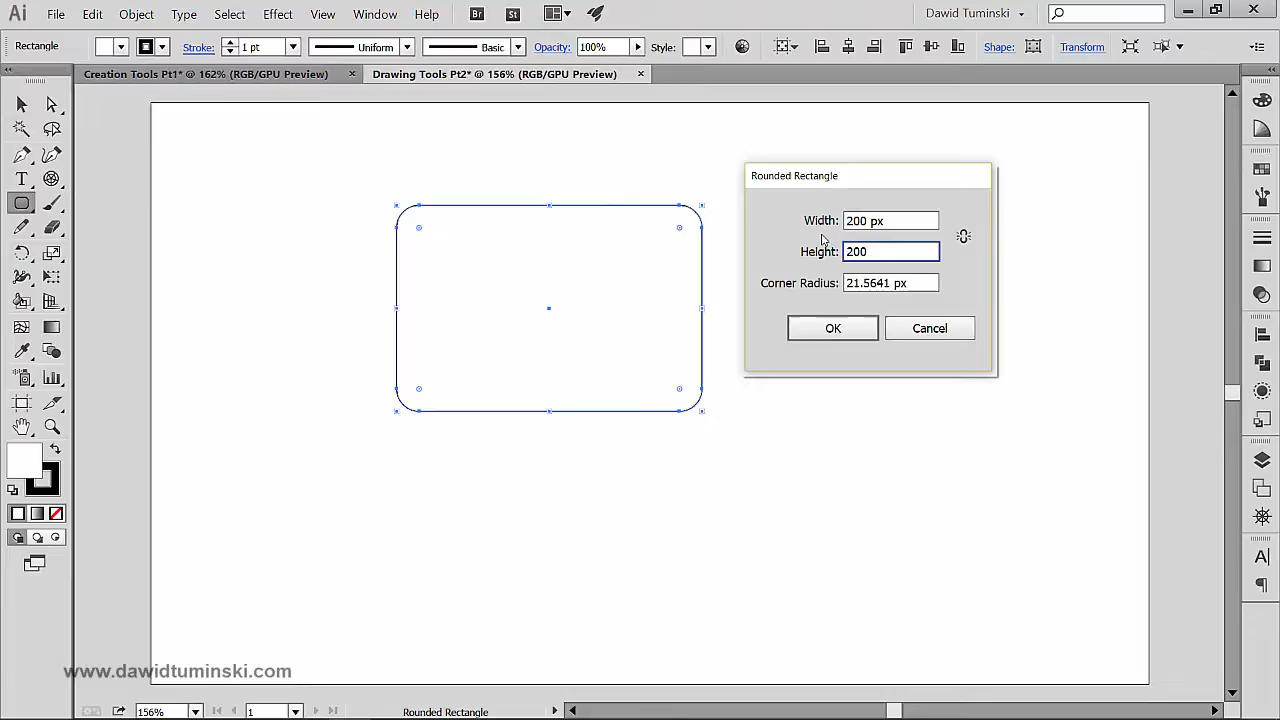 Ai File Edit Object Type Select Effect View Window Help Br St Dawid Tuminski
Rectangle Stroke: 1 pt Uniform Basic Opacity: 100% Style: Shape: Transform
Creation Tools Pt1* @ 162% (RGB/GPU Preview) Drawing Tools Pt2* @ 156% (RGB/GPU Preview)
Rounded Rectangle
Width: 200 px
Height: 200
Corner Radius: 21.5641 px
OK Cancel
www.dawidtuminski.com
156% 1 Rounded Rectangle